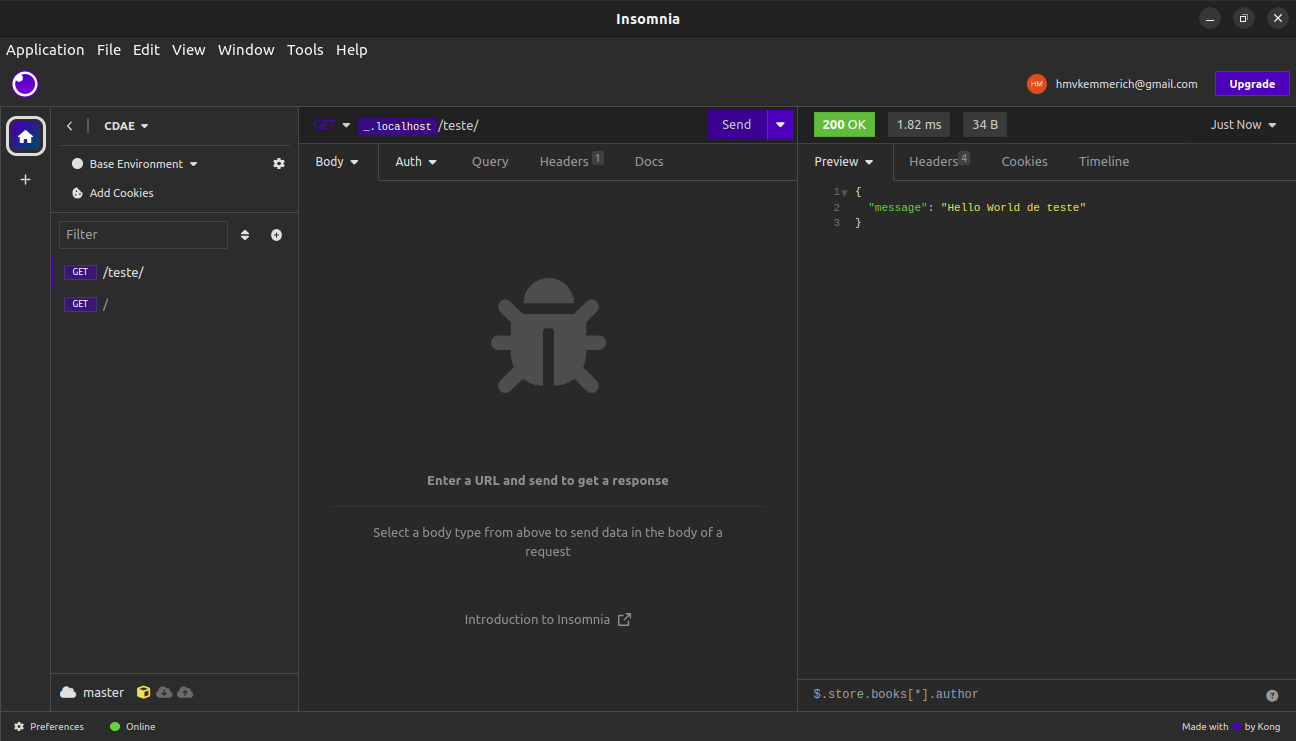 Insomnia
Application File Edit View Window Tools Help
HM hmvkemmerich@gmail.com Upgrade
CDAE
Base Environment
Add Cookies
Filter
GET /teste/
GET /
master
GET _.localhost /teste/ Send
Body Auth Query Headers 1 Docs
Enter a URL and send to get a response
Select a body type from above to send data in the body of a
request
Introduction to Insomnia
200 OK 1.82 ms 34 B Just Now
Preview Headers 4 Cookies Timeline
1 {
2 "message": "Hello World de teste"
3 }
$.store.books[*].author
Preferences Online Made with by Kong